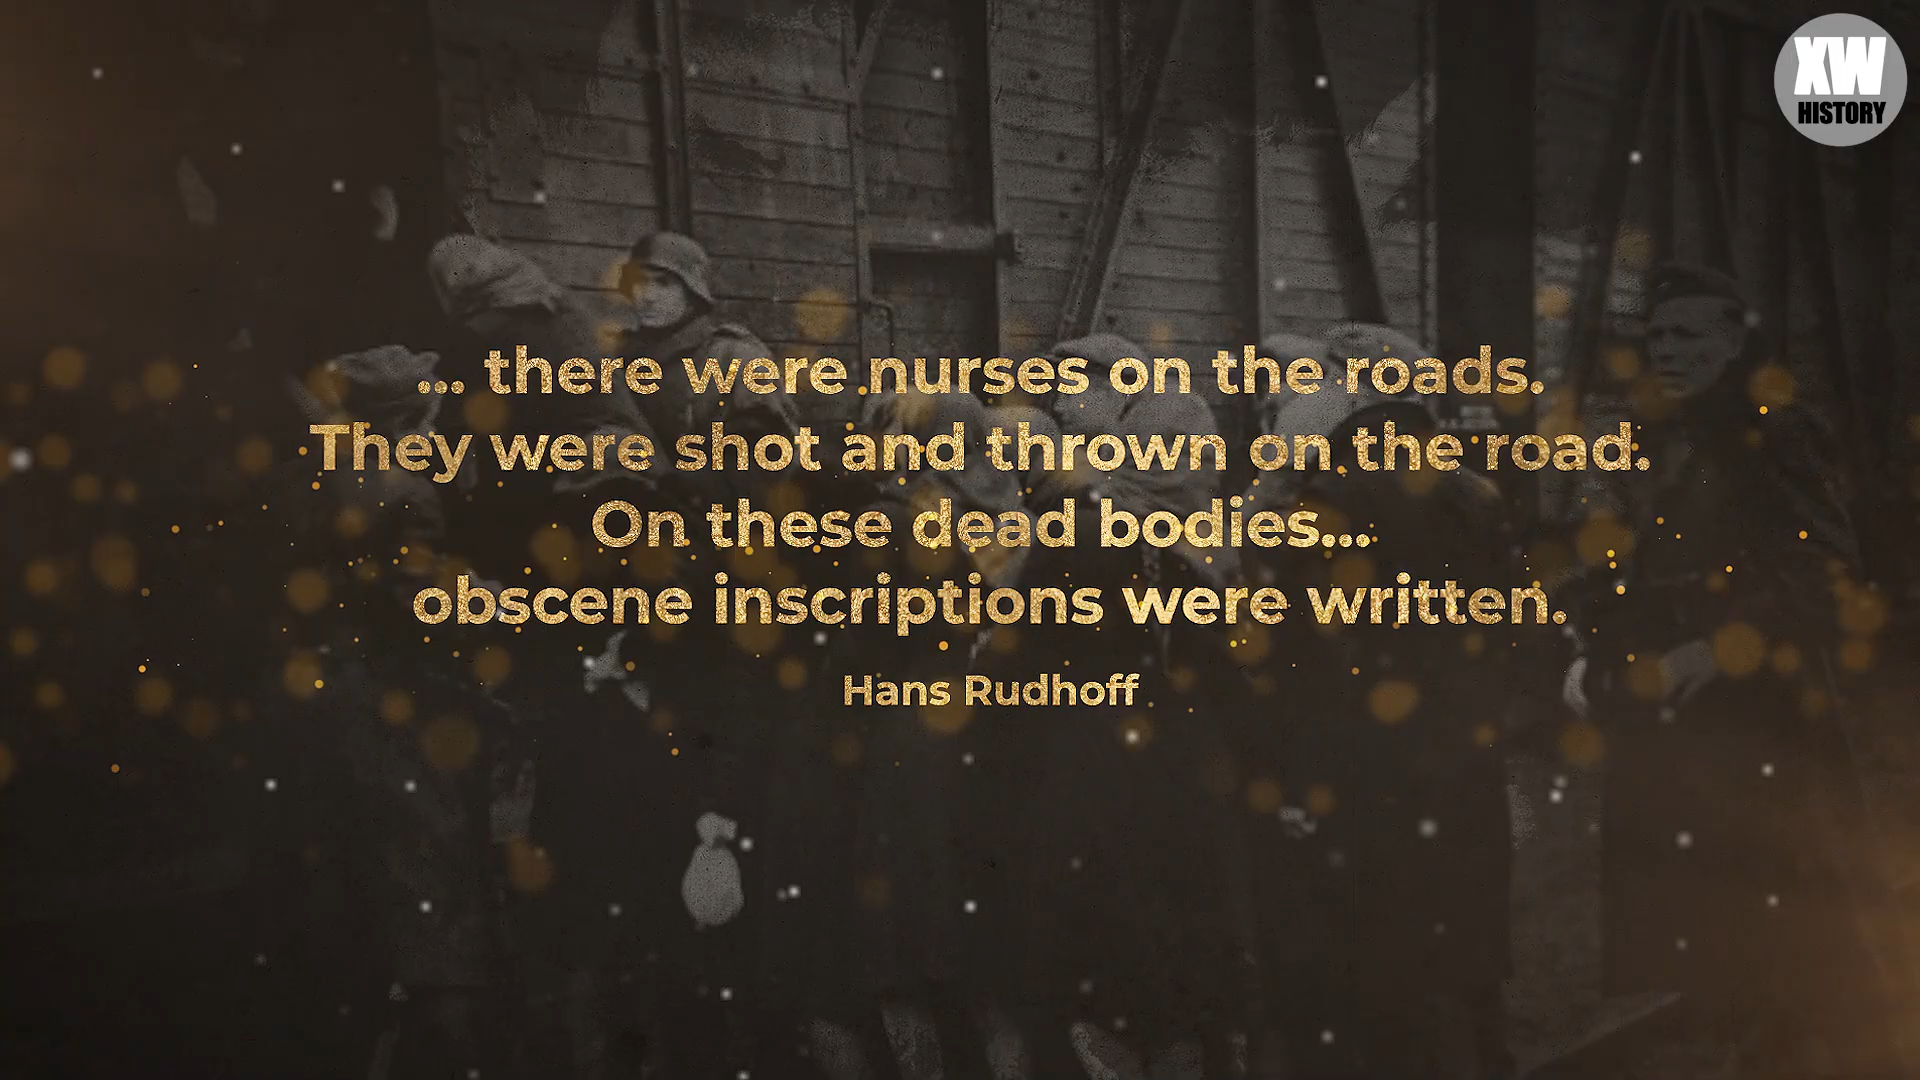 XW
HISTORY
... there were nurses on the roads.
They were shot and thrown on the road.
On these dead bodies...
obscene inscriptions were written.
Hans Rudhoff